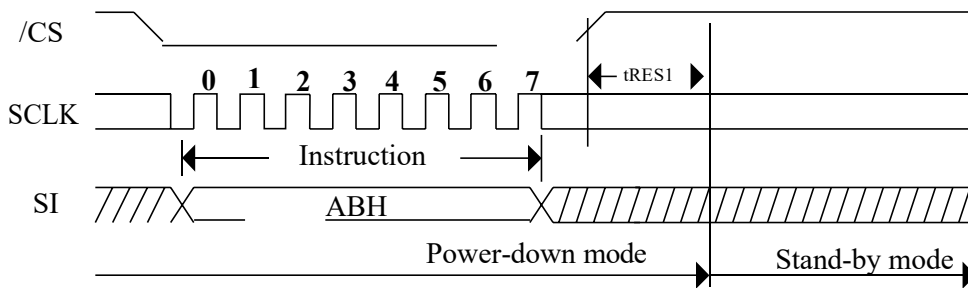 /CS
tRES1
0 1 2 3 4 5 6 7
SCLK
Instruction
SI
ABH
Power-down mode
Stand-by mode